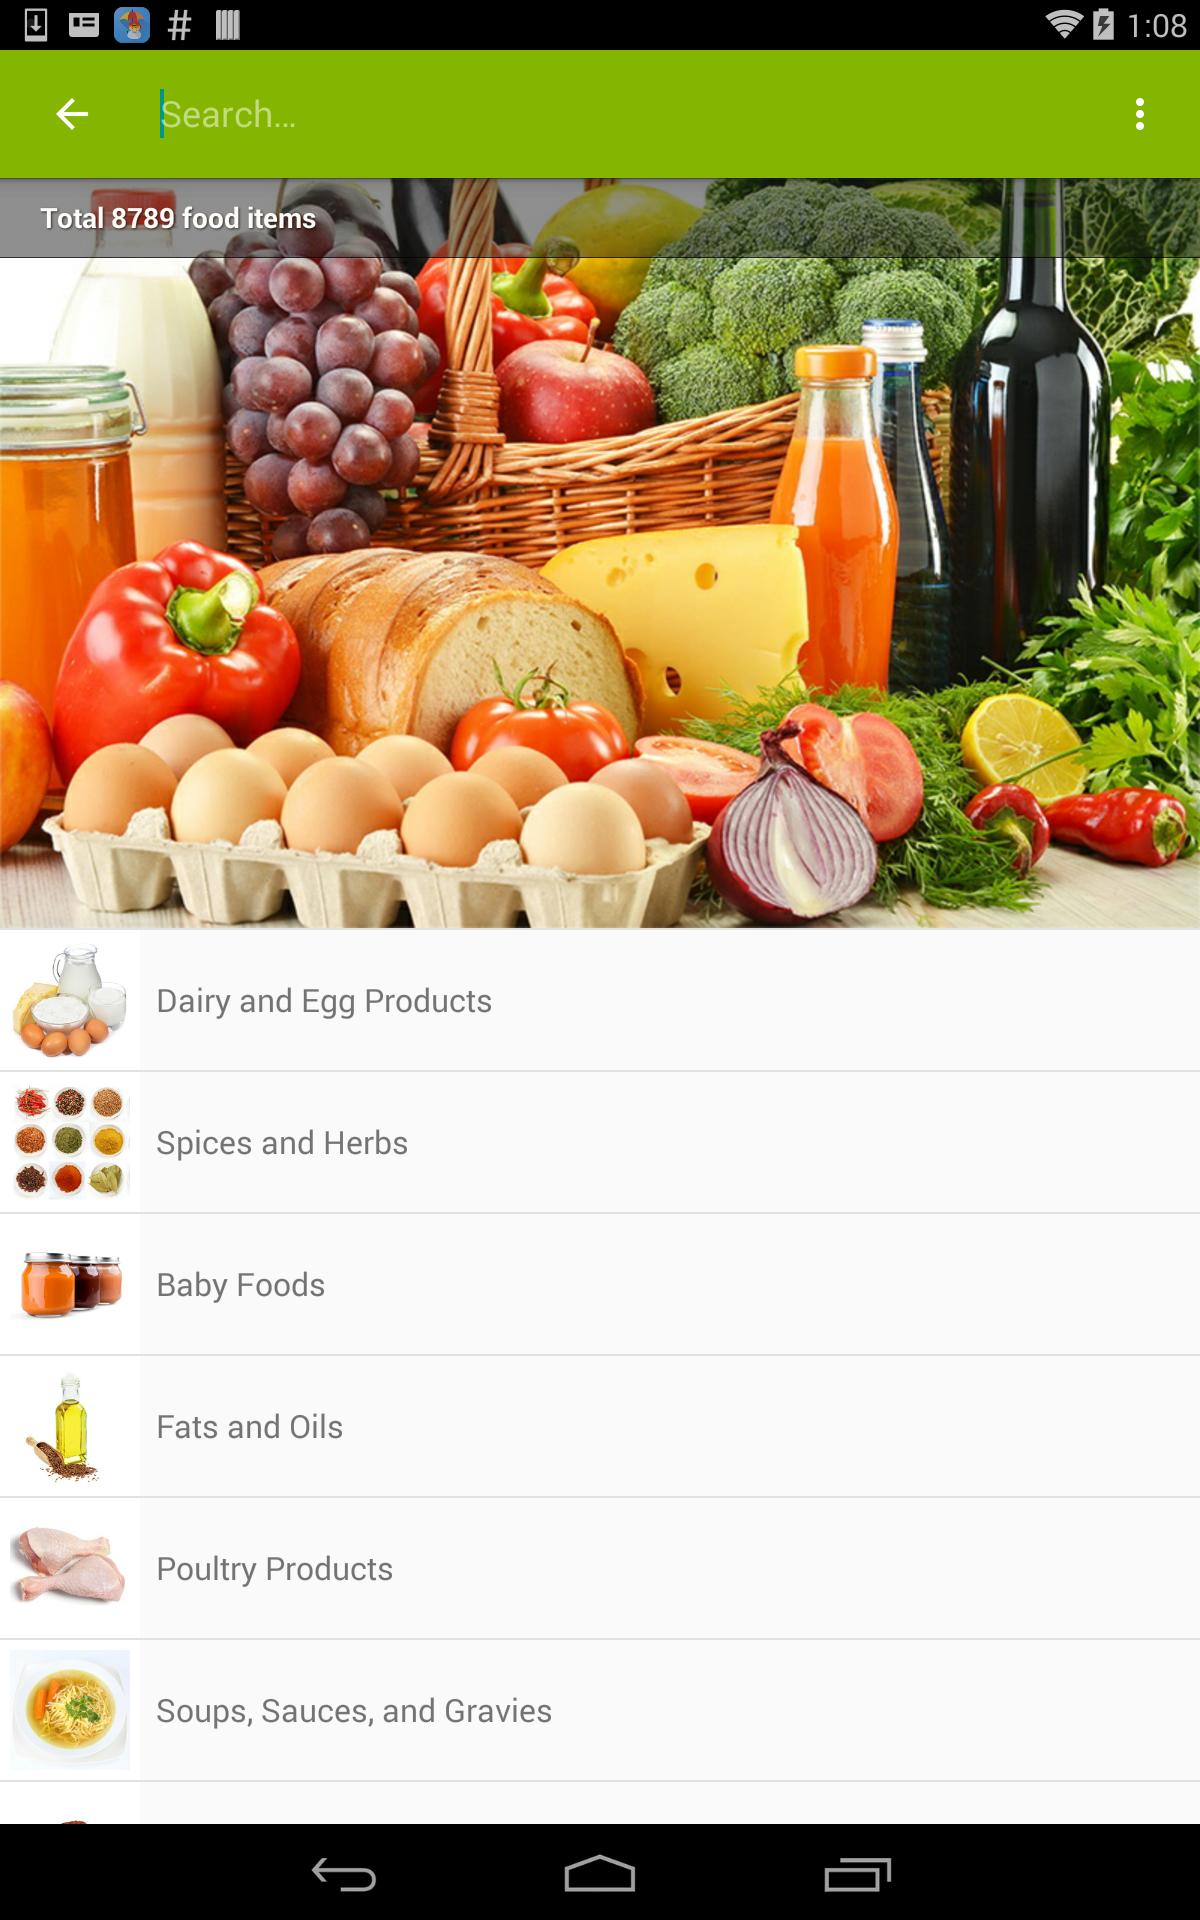 1:08
Search...
Total 8789 food items
Dairy and Egg Products
Spices and Herbs
Baby Foods
Fats and Oils
Poultry Products
Soups, Sauces, and Gravies